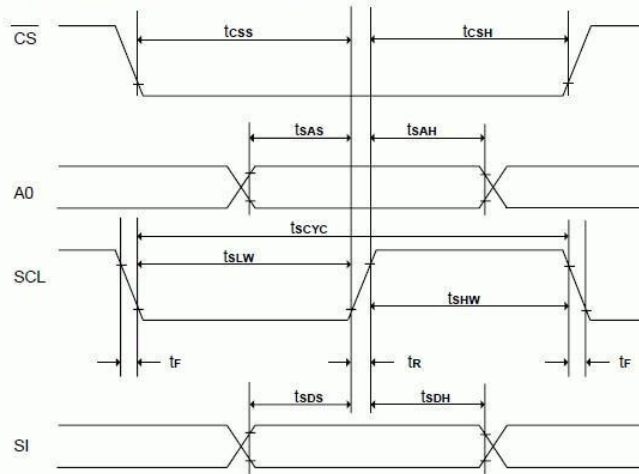 CS tCSS tCSH
tSAS tSAH
A0
tSCYC
SCL tSLW
tSHW
tF tR tF
tSDS tSDH
SI